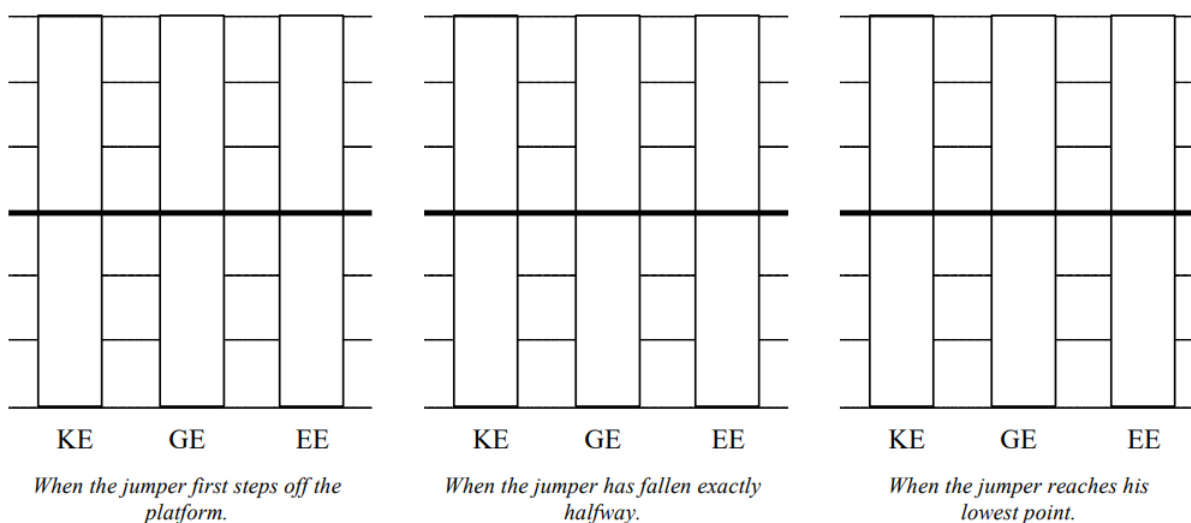 KE GE EE
When the jumper first steps off the
platform.
KE GE EE
When the jumper has fallen exactly
halfway.
KE GE EE
When the jumper reaches his
lowest point.